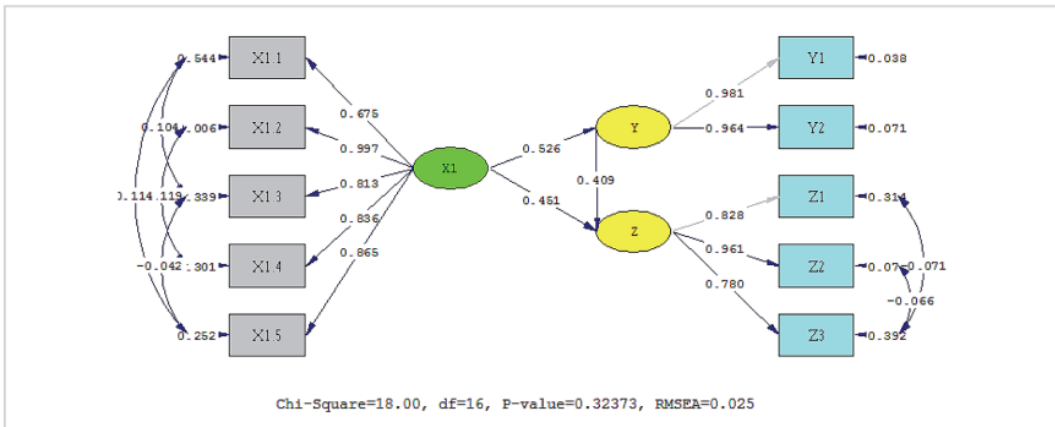 0.544 X1.1 Y1 0.038
0.675 0.981
0.104 .006 X1.2 0.997 0.526 Y 0.964 Y2 0.071
X1
0.813 0.409
0.114 .119 .339 X1.3 0.451 Z1 0.314
0.836 0.828
Z 0.961
-0.042 .301 X1.4 0.865 0.780 Z2 0.07 -0.071
-0.066
0.252 X1.5 Z3 0.392
Chi-Square=18.00, df=16, P-value=0.32373, RMSEA=0.025